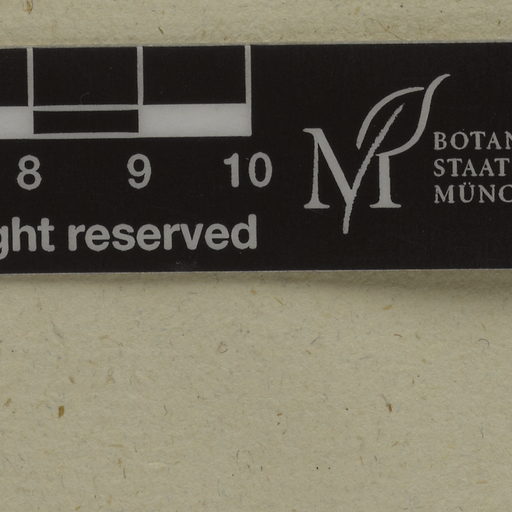 8 9 10
ght reserved
M
BOTAN
STAAT
MÜNC